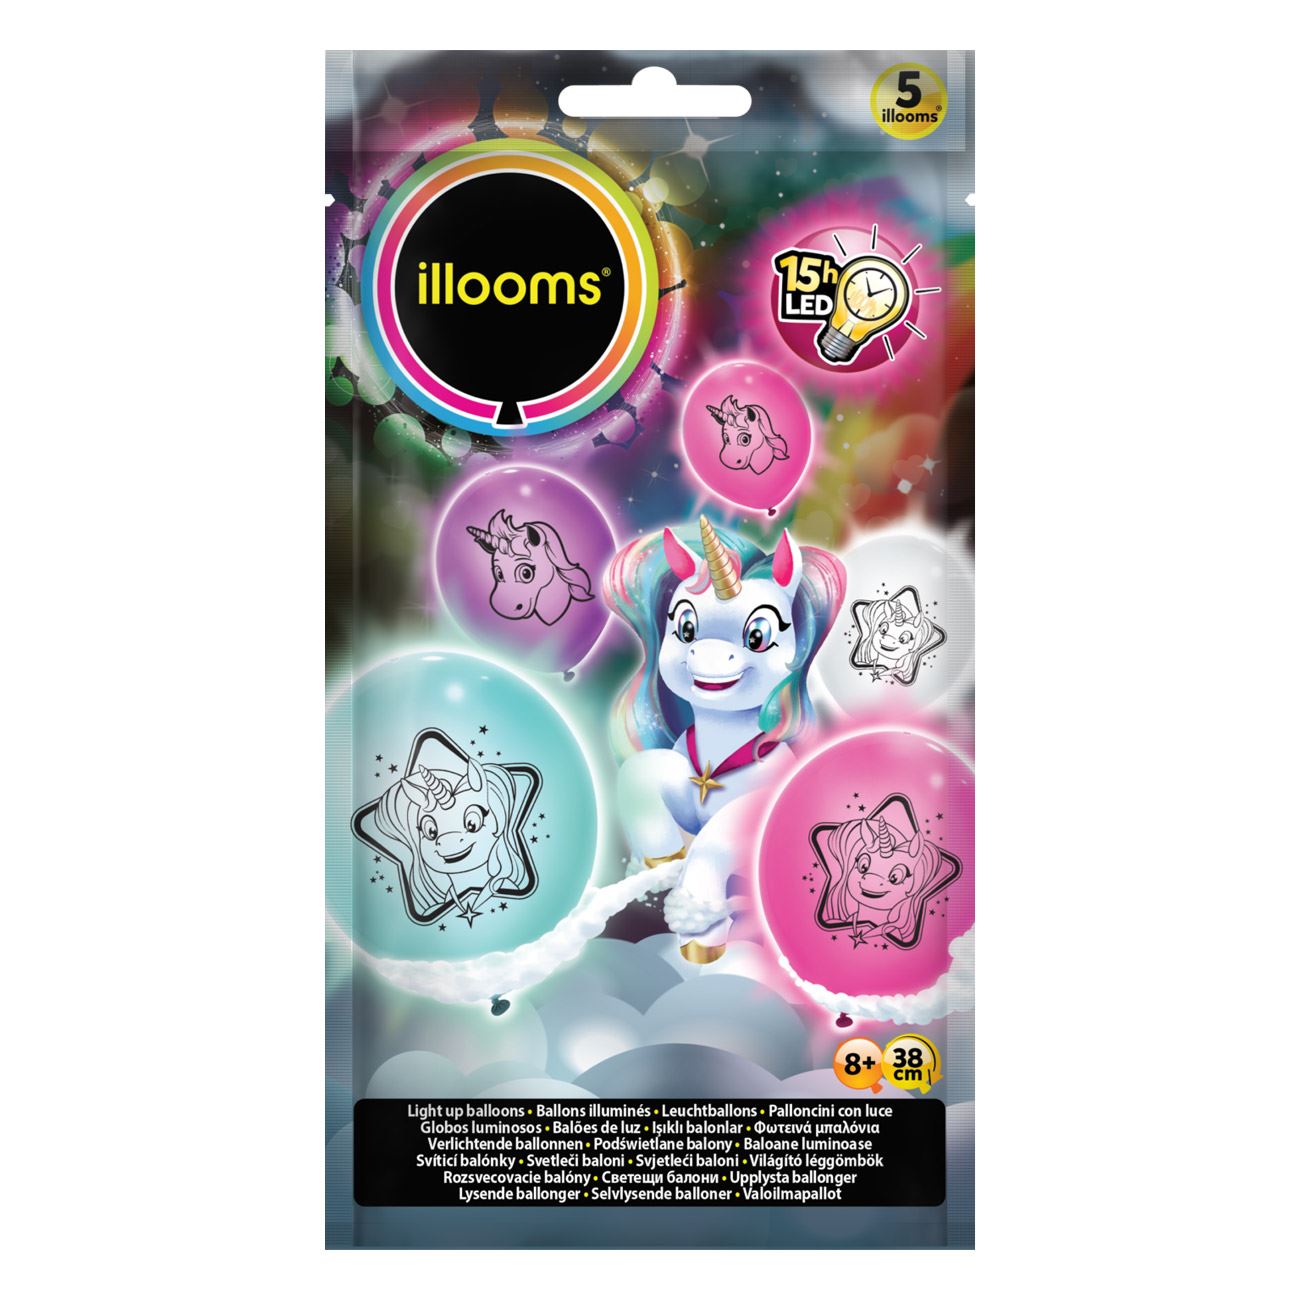 5
illooms®
illooms®
15h
LED
8+
38
cm
Light up balloons • Ballons illuminés • Leuchtballons • Palloncini con luce
Globos luminosos • Balões de luz • Işıklı balonlar • Φωτεινά μπαλόνια
Verlichtende ballonnen • Podświetlane balony • Baloane luminoase
Svítící balónky • Svetleči baloni • Svjetleći baloni • Világító léggömbök
Rozsvecovacie balóny • Светещи балони • Upplysta ballonger
Lysende ballonger • Selvlysende balloner • Valoilmapallot